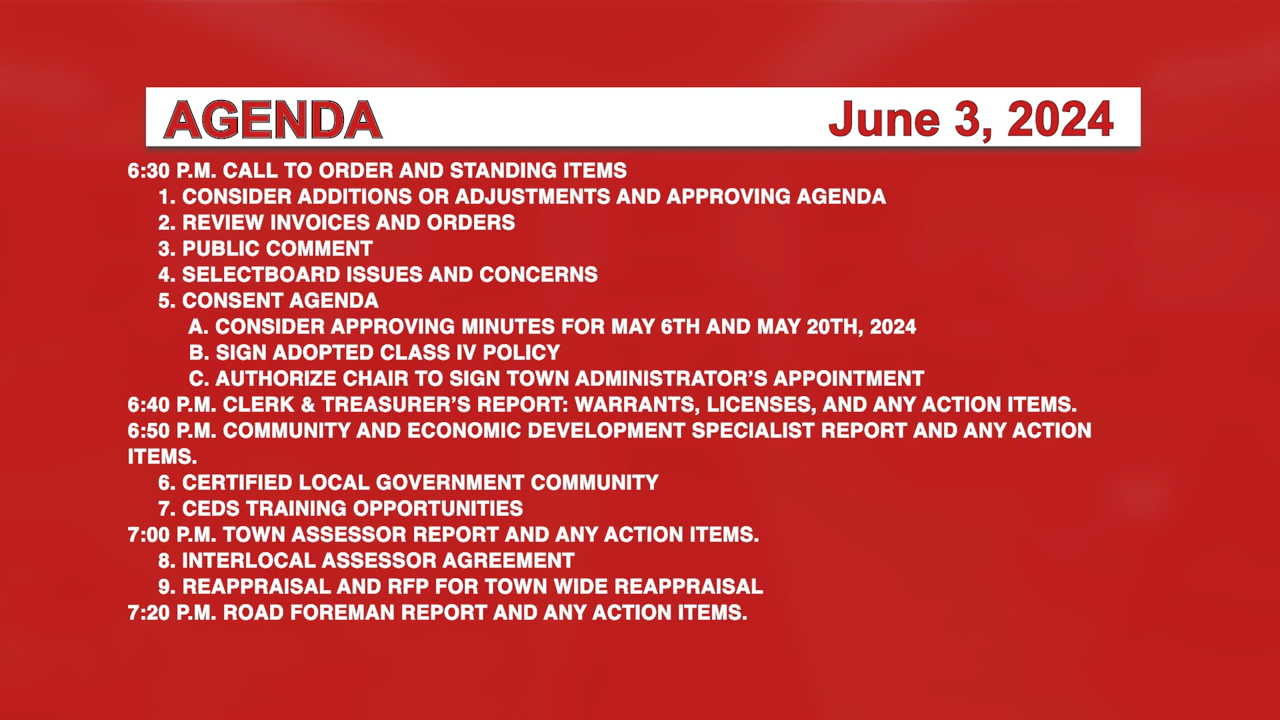 AGENDA June 3, 2024
6:30 P.M. CALL TO ORDER AND STANDING ITEMS
1. CONSIDER ADDITIONS OR ADJUSTMENTS AND APPROVING AGENDA
2. REVIEW INVOICES AND ORDERS
3. PUBLIC COMMENT
4. SELECTBOARD ISSUES AND CONCERNS
5. CONSENT AGENDA
A. CONSIDER APPROVING MINUTES FOR MAY 6TH AND MAY 20TH, 2024
B. SIGN ADOPTED CLASS IV POLICY
C. AUTHORIZE CHAIR TO SIGN TOWN ADMINISTRATOR’S APPOINTMENT
6:40 P.M. CLERK & TREASURER’S REPORT: WARRANTS, LICENSES, AND ANY ACTION ITEMS.
6:50 P.M. COMMUNITY AND ECONOMIC DEVELOPMENT SPECIALIST REPORT AND ANY ACTION
ITEMS.
6. CERTIFIED LOCAL GOVERNMENT COMMUNITY
7. CEDS TRAINING OPPORTUNITIES
7:00 P.M. TOWN ASSESSOR REPORT AND ANY ACTION ITEMS.
8. INTERLOCAL ASSESSOR AGREEMENT
9. REAPPRAISAL AND RFP FOR TOWN WIDE REAPPRAISAL
7:20 P.M. ROAD FOREMAN REPORT AND ANY ACTION ITEMS.